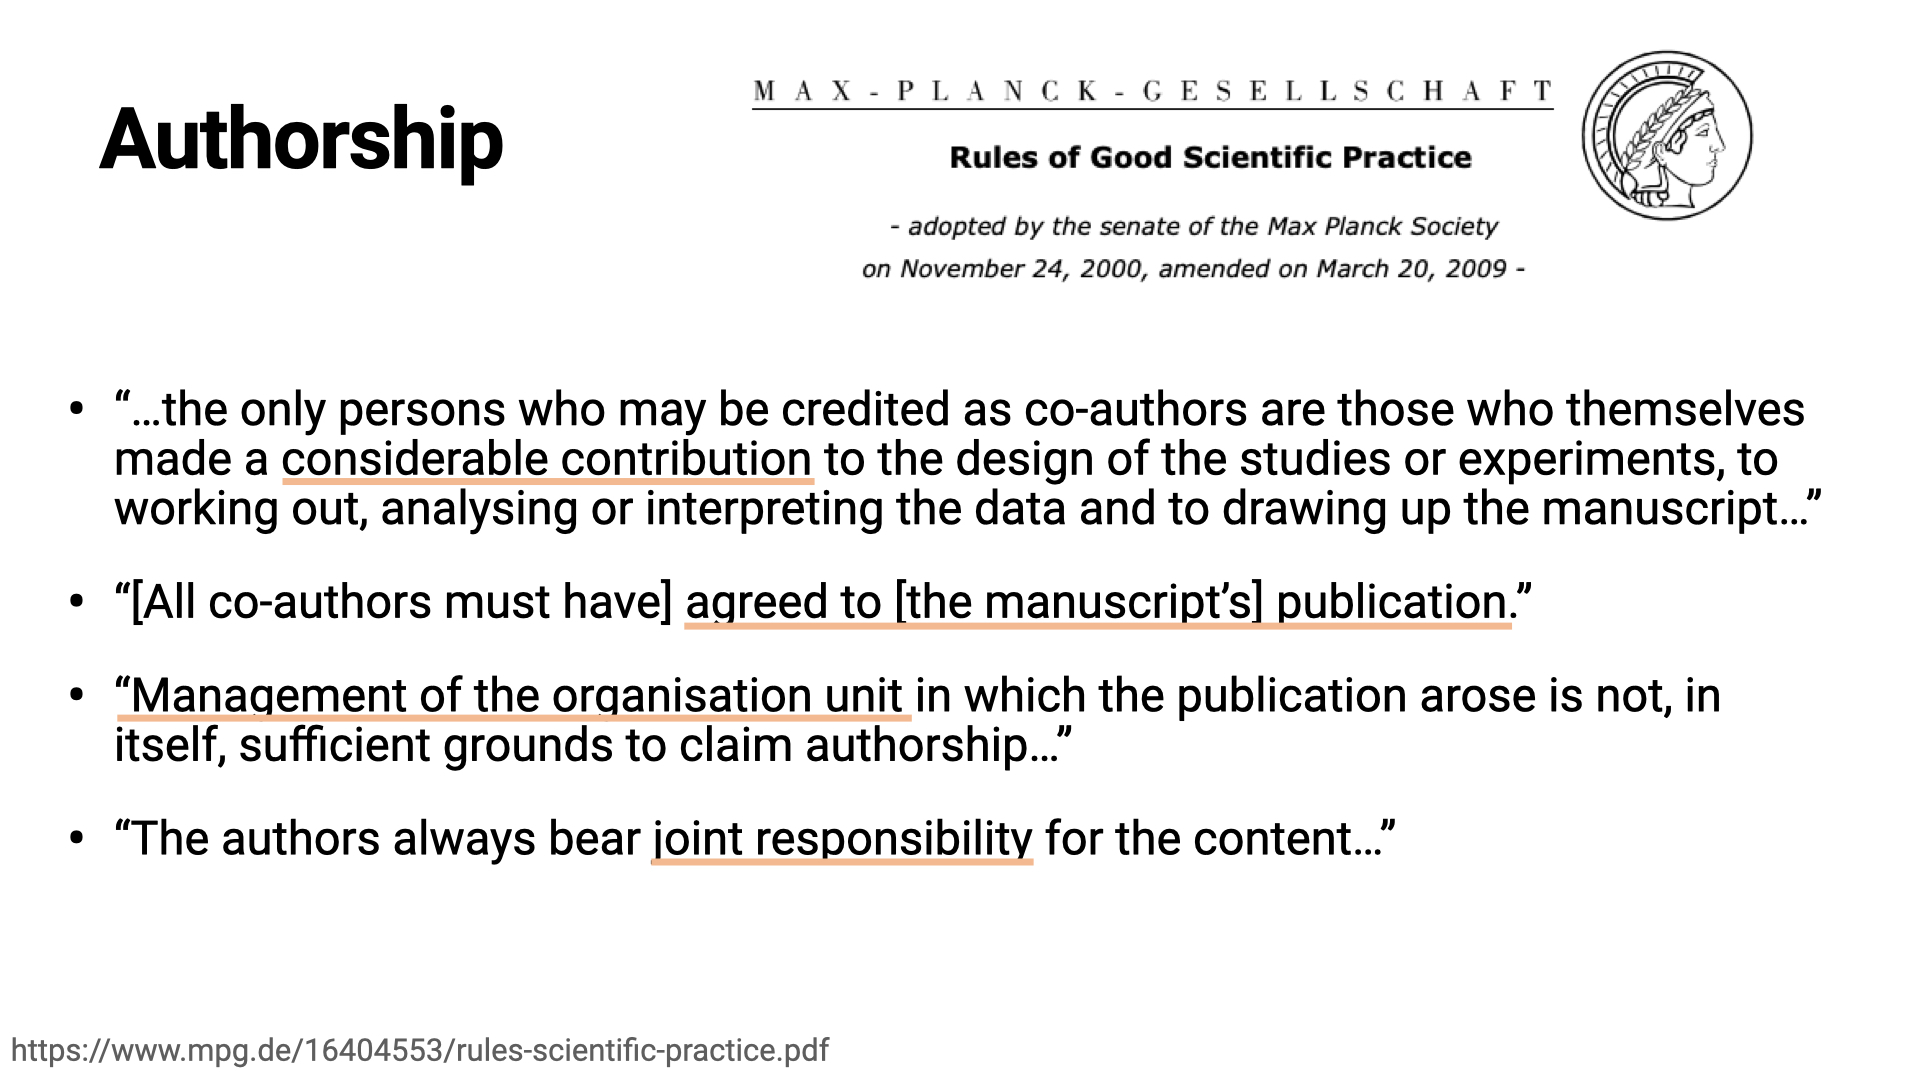 Authorship
MAX-PLANCK-GESELLSCHAFT
Rules of Good Scientific Practice
- adopted by the senate of the Max Planck Society
on November 24, 2000, amended on March 20, 2009 -
• “…the only persons who may be credited as co-authors are those who themselves
made a considerable contribution to the design of the studies or experiments, to
working out, analysing or interpreting the data and to drawing up the manuscript…”
• “[All co-authors must have] agreed to [the manuscript’s] publication.”
• “Management of the organisation unit in which the publication arose is not, in
itself, sufficient grounds to claim authorship…”
• “The authors always bear joint responsibility for the content…”
https://www.mpg.de/16404553/rules-scientific-practice.pdf